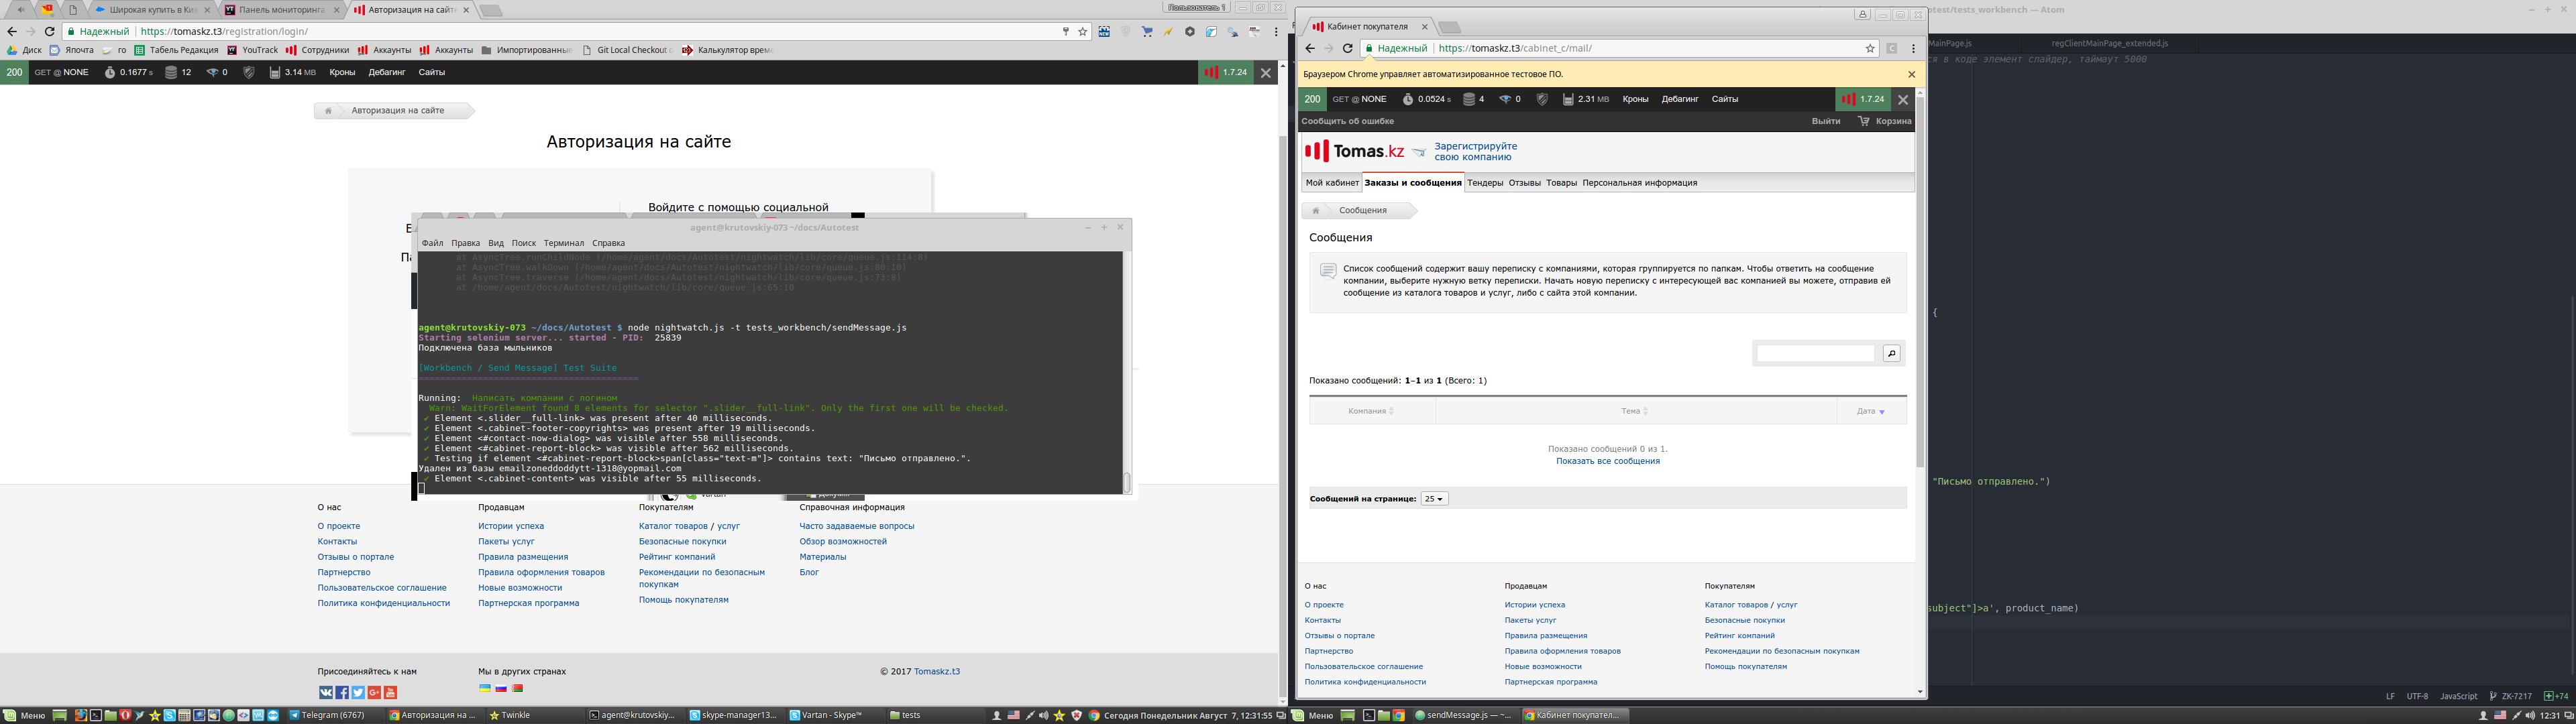 Широкая купить в Ки
Панель мониторинга
Авторизация на сайте
Пользователь 1
Надежный
https://tomaskz.t3/registration/login/
Диск
Япочта
го
Табель Редакция
YouTrack
Сотрудники
Аккаунты
Аккаунты
Импортированные
Git Local Checkout
Калькулятор време
200 GET @ NONE 0.1677 s 12 0 3.14 MB Кроны Дебагинг Сайты 1.7.24
Авторизация на сайте
Авторизация на сайте
Войдите с помощью социальной
agent@krutovskiy-073 ~/docs/Autotest
Файл Правка Вид Поиск Терминал Справка
at AsyncTree.runChildNode (/home/agent/docs/Autotest/nightwatch/lib/core/queue.js:114:8)
at AsyncTree.walkDown (/home/agent/docs/Autotest/nightwatch/lib/core/queue.js:80:10)
at AsyncTree.traverse (/home/agent/docs/Autotest/nightwatch/lib/core/queue.js:73:8)
at /home/agent/docs/Autotest/nightwatch/lib/core/queue.js:65:10
agent@krutovskiy-073 ~/docs/Autotest $ node nightwatch.js -t tests_workbench/sendMessage.js
Starting selenium server... started - PID: 25839
Подключена база мыльников
[Workbench / Send Message] Test Suite
=======================================
Running: Написать компании с логином
Warn: WaitForElement found 8 elements for selector ".slider__full-link". Only the first one will be checked.
✔ Element <.slider__full-link> was present after 40 milliseconds.
✔ Element <.cabinet-footer-copyrights> was present after 19 milliseconds.
✔ Element <#contact-now-dialog> was visible after 558 milliseconds.
✔ Element <#cabinet-report-block> was visible after 562 milliseconds.
✔ Testing if element <#cabinet-report-block>span[class="text-m"]> contains text: "Письмо отправлено.".
Удален из базы emailzoneddoddytt-1318@yopmail.com
✔ Element <.cabinet-content> was visible after 55 milliseconds.
О нас
О проекте
Контакты
Отзывы о портале
Партнерство
Пользовательское соглашение
Политика конфиденциальности
Продавцам
Истории успеха
Пакеты услуг
Правила размещения
Правила оформления товаров
Новые возможности
Партнерская программа
Покупателям
Каталог товаров / услуг
Безопасные покупки
Рейтинг компаний
Рекомендации по безопасным
покупкам
Помощь покупателям
Справочная информация
Часто задаваемые вопросы
Обзор возможностей
Материалы
Блог
Присоединяйтесь к нам
Мы в других странах
© 2017 Tomaskz.t3
Меню
Telegram (6767)
Авторизация на ...
Twinkle
agent@krutovskiy...
skype-manager13...
Vartan - Skype™
tests
Сегодня Понедельник Август 7, 12:31:55
Кабинет покупателя
Надежный
https://tomaskz.t3/cabinet_c/mail/
Браузером Chrome управляет автоматизированное тестовое ПО.
200 GET @ NONE 0.0524 s 4 0 2.31 MB Кроны Дебагинг Сайты 1.7.24
Сообщить об ошибке
Выйти
Корзина
Tomas.kz
Зарегистрируйте
свою компанию
Мой кабинет Заказы и сообщения Тендеры Отзывы Товары Персональная информация
Сообщения
Сообщения
Список сообщений содержит вашу переписку с компаниями, которая группируется по папкам. Чтобы ответить на сообщение
компании, выберите нужную ветку переписки. Начать новую переписку с интересующей вас компанией вы можете, отправив ей
сообщение из каталога товаров и услуг, либо с сайта этой компании.
Показано сообщений: 1–1 из 1 (Всего: 1)
Компания
Тема
Дата
Показано сообщений 0 из 1.
Показать все сообщения
Сообщений на странице: 25
О нас
О проекте
Контакты
Отзывы о портале
Партнерство
Пользовательское соглашение
Политика конфиденциальности
Продавцам
Истории успеха
Пакеты услуг
Правила размещения
Правила оформления товаров
Новые возможности
Партнерская программа
Покупателям
Каталог товаров / услуг
Безопасные покупки
Рейтинг компаний
Рекомендации по безопасным покупкам
Помощь покупателям
otest/tests_workbench — Atom
MainPage.js
regClientMainPage_extended.js
ся в коде элемент слайдер, таймаут 5000
{
"Письмо отправлено.")
subject"]>a', product_name)
LF UTF-8 JavaScript ZK-7217 +74
Меню
sendMessage.js — ~...
Кабинет покупател...
12:31